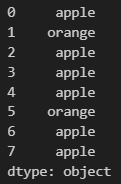 0     apple
1    orange
2     apple
3     apple
4     apple
5    orange
6     apple
7     apple
dtype: object